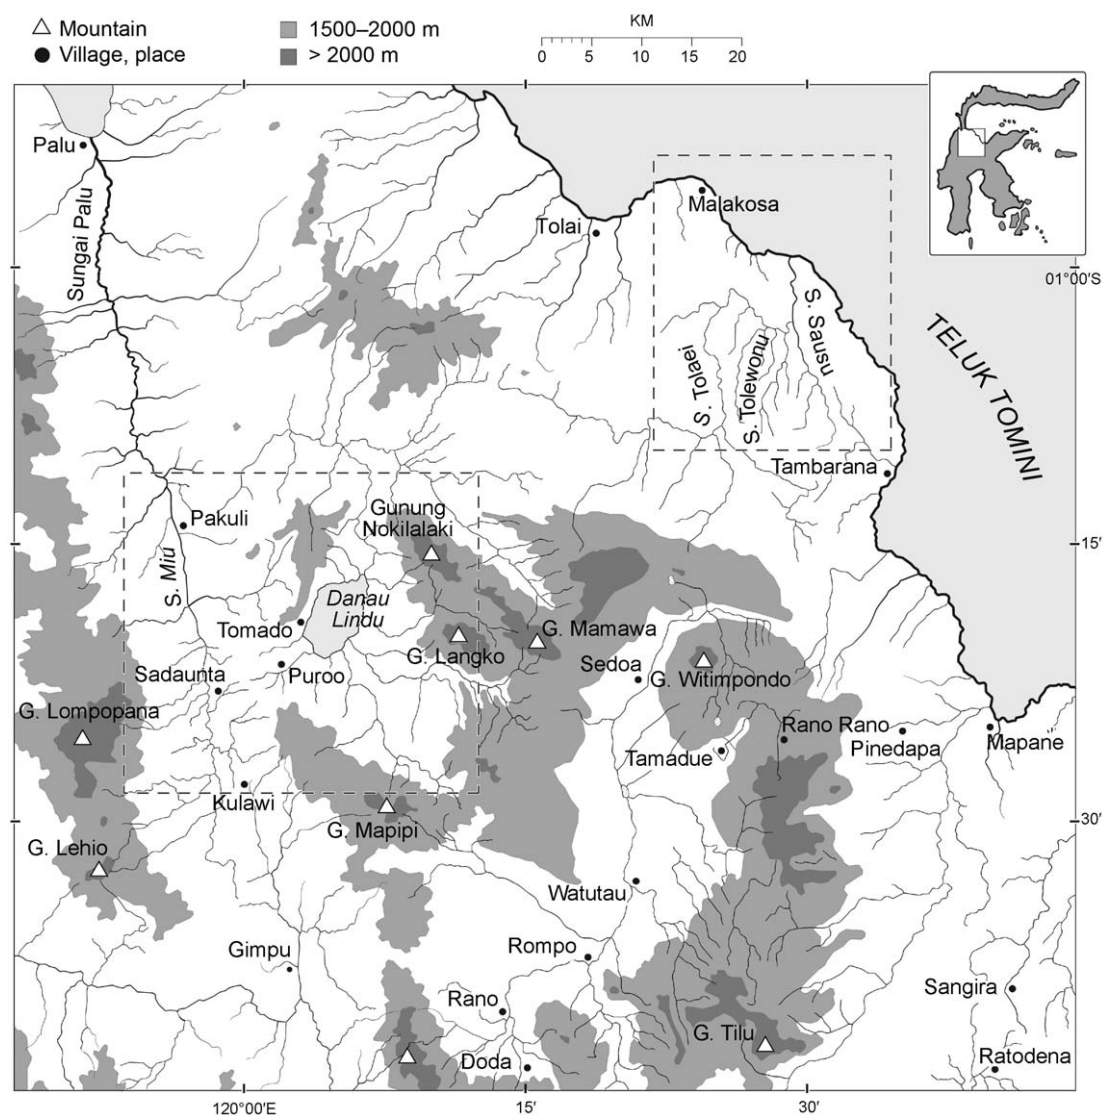 Mountain
Village, place
1500–2000 m
> 2000 m
KM
0 5 10 20
Palu
Sungai Palu
Malakosa
Tolai
01°00'S
TELUK TOMINI
S. Sausu
S. Tolaei
S. Tolewonu
Tambarana
Pakuli
Gunung
Nokilalaki
15'
S. Miu
Danau
Lindu
Tomado
G. Mamawa
G. Langko
Sedoa
G. Witimpondo
Sadaunta
Puroo
G. Lompopana
Rano Rano
Pinedapa
Mapane
Tamadue
Kulawi
G. Mapipi
30'
G. Lehio
Watutau
Gimpu
Rompo
Sangira
Rano
G. Tilu
Doda
Ratodena
120°00'E
15'
30'